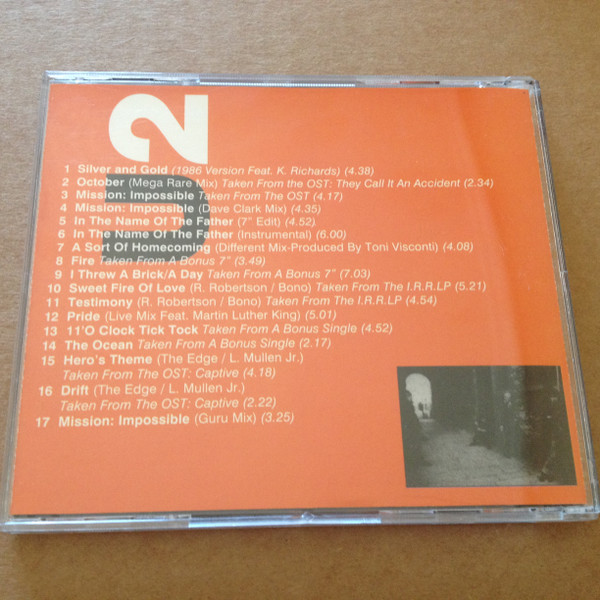 U2
1 Silver and Gold (1986 Version Feat. K. Richards) (4.38)
2 October (Mega Rare Mix) Taken From the OST: They Call It An Accident (2.34)
3 Mission: Impossible Taken From The OST (4.17)
4 Mission: Impossible (Dave Clark Mix) (4.35)
5 In The Name Of The Father (7" Edit) (4.52)
6 In The Name Of The Father (Instrumental) (6.00)
7 A Sort Of Homecoming (Different Mix-Produced By Toni Visconti) (4.08)
8 Fire Taken From A Bonus 7" (3.49)
9 I Threw A Brick/A Day Taken From A Bonus 7" (7.03)
10 Sweet Fire Of Love (R. Robertson / Bono) Taken From The I.R.R.LP (5.21)
11 Testimony (R. Robertson / Bono) Taken From The I.R.R.LP (4.54)
12 Pride (Live Mix Feat. Martin Luther King) (5.01)
13 11'O Clock Tick Tock Taken From A Bonus Single (4.52)
14 The Ocean Taken From A Bonus Single (2.17)
15 Hero's Theme (The Edge / L. Mullen Jr.)
Taken From The OST: Captive (4.18)
16 Drift (The Edge / L. Mullen Jr.)
Taken From The OST: Captive (2.22)
17 Mission: Impossible (Guru Mix) (3.25)